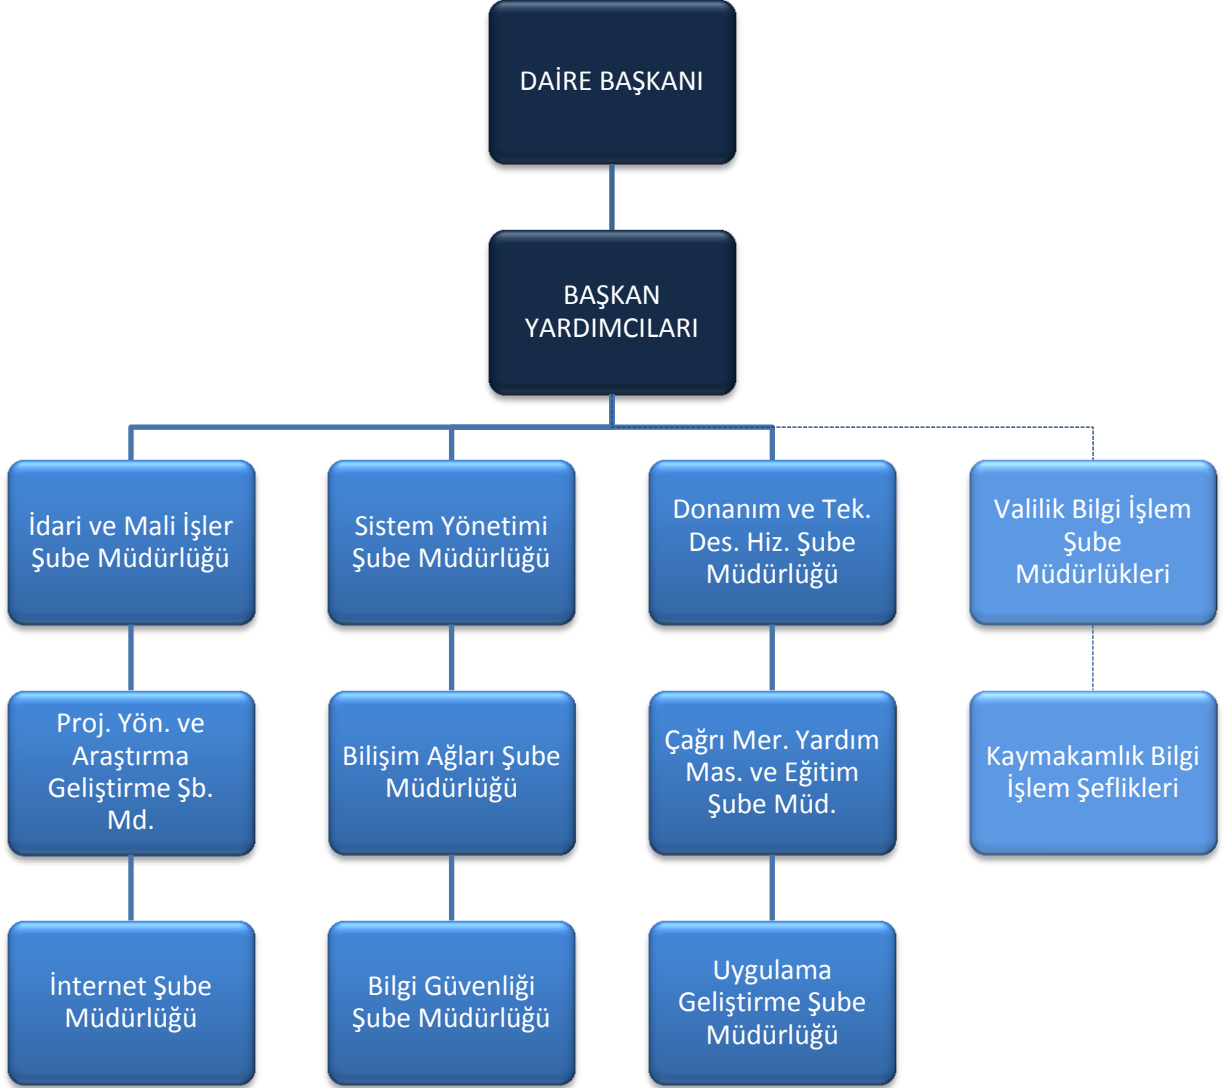 DAİRE BAŞKANI
BAŞKAN
YARDIMCILARI
İdari ve Mali İşler
Şube Müdürlüğü
Sistem Yönetimi
Şube Müdürlüğü
Donanım ve Tek.
Des. Hiz. Şube
Müdürlüğü
Valilik Bilgi İşlem
Şube
Müdürlükleri
Proj. Yön. ve
Araştırma
Geliştirme Şb.
Md.
Bilişim Ağları Şube
Müdürlüğü
Çağrı Mer. Yardım
Mas. ve Eğitim
Şube Müd.
Kaymakamlık Bilgi
İşlem Şeflikleri
İnternet Şube
Müdürlüğü
Bilgi Güvenliği
Şube Müdürlüğü
Uygulama
Geliştirme Şube
Müdürlüğü